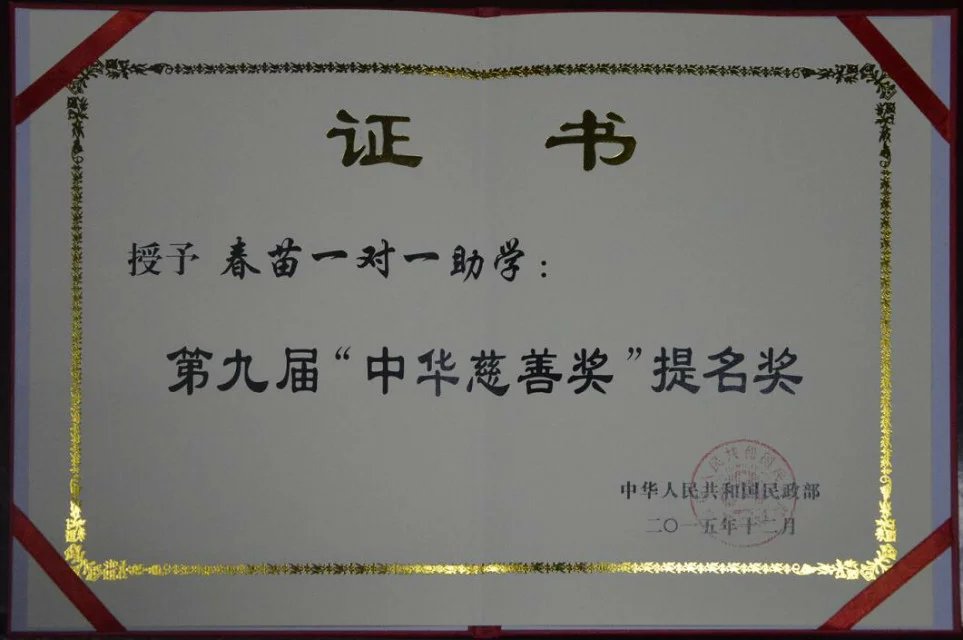 证书
授予 春苗一对一助学：
第九届“中华慈善奖”提名奖
中华人民共和国民政部
二〇一五年十二月